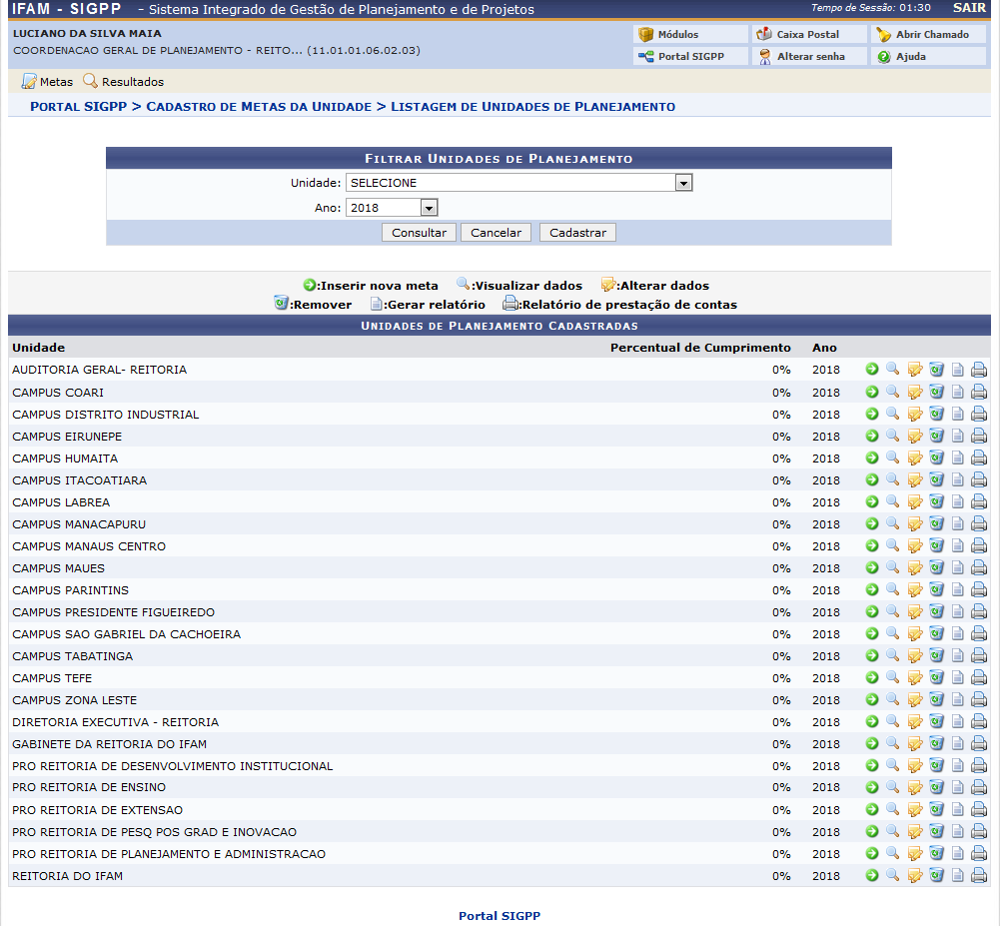 IFAM - SIGPP - Sistema Integrado de Gestão de Planejamento e de Projetos Tempo de Sessão: 01:30 SAIR
LUCIANO DA SILVA MAIA
COORDENACAO GERAL DE PLANEJAMENTO - REITO... (11.01.01.06.02.03)
Módulos Caixa Postal Abrir Chamado
Portal SIGPP Alterar senha Ajuda
Metas Resultados
PORTAL SIGPP > CADASTRO DE METAS DA UNIDADE > LISTAGEM DE UNIDADES DE PLANEJAMENTO
FILTRAR UNIDADES DE PLANEJAMENTO
Unidade: SELECIONE
Ano: 2018
Consultar Cancelar Cadastrar
:Inserir nova meta :Visualizar dados :Alterar dados
:Remover :Gerar relatório :Relatório de prestação de contas
UNIDADES DE PLANEJAMENTO CADASTRADAS
Unidade Percentual de Cumprimento Ano
AUDITORIA GERAL- REITORIA 0% 2018
CAMPUS COARI 0% 2018
CAMPUS DISTRITO INDUSTRIAL 0% 2018
CAMPUS EIRUNEPE 0% 2018
CAMPUS HUMAITA 0% 2018
CAMPUS ITACOATIARA 0% 2018
CAMPUS LABREA 0% 2018
CAMPUS MANACAPURU 0% 2018
CAMPUS MANAUS CENTRO 0% 2018
CAMPUS MAUES 0% 2018
CAMPUS PARINTINS 0% 2018
CAMPUS PRESIDENTE FIGUEIREDO 0% 2018
CAMPUS SAO GABRIEL DA CACHOEIRA 0% 2018
CAMPUS TABATINGA 0% 2018
CAMPUS TEFE 0% 2018
CAMPUS ZONA LESTE 0% 2018
DIRETORIA EXECUTIVA - REITORIA 0% 2018
GABINETE DA REITORIA DO IFAM 0% 2018
PRO REITORIA DE DESENVOLVIMENTO INSTITUCIONAL 0% 2018
PRO REITORIA DE ENSINO 0% 2018
PRO REITORIA DE EXTENSAO 0% 2018
PRO REITORIA DE PESQ POS GRAD E INOVACAO 0% 2018
PRO REITORIA DE PLANEJAMENTO E ADMINISTRACAO 0% 2018
REITORIA DO IFAM 0% 2018
Portal SIGPP